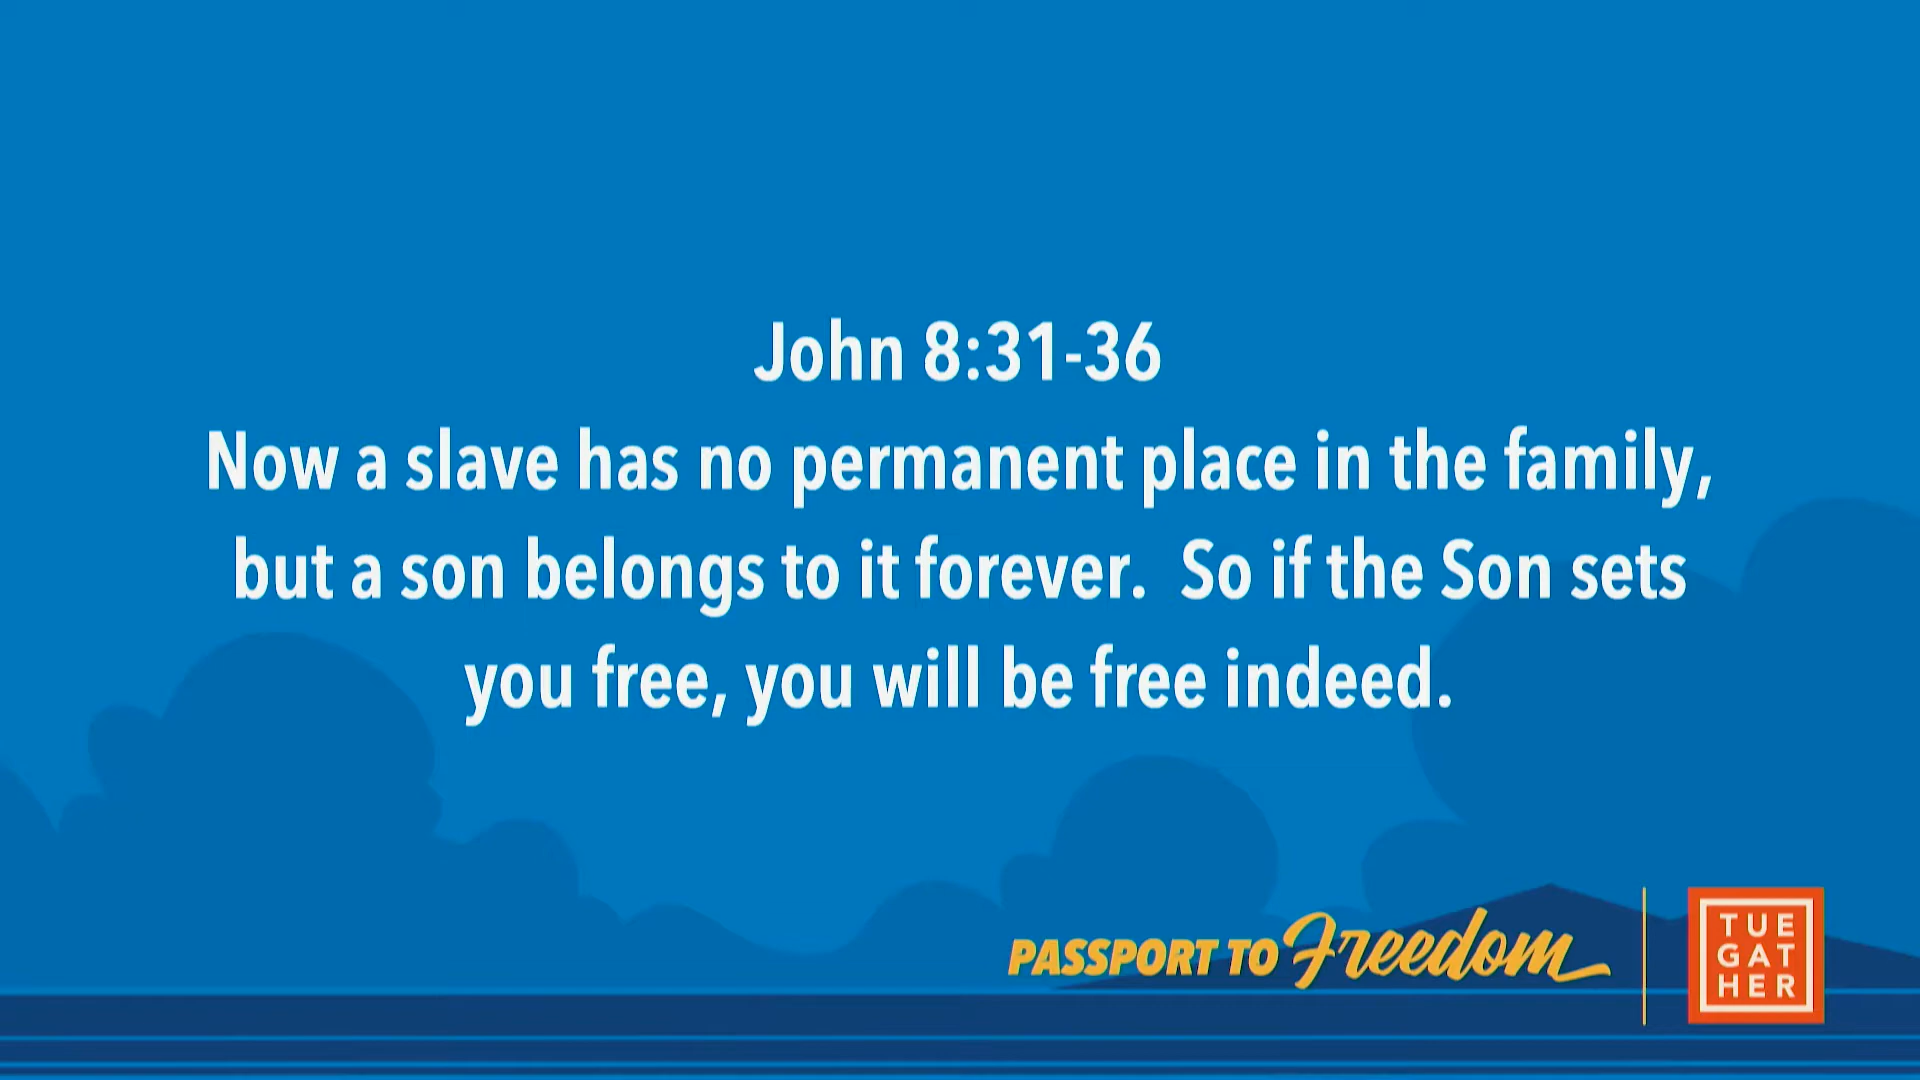 John 8:31-36
Now a slave has no permanent place in the family,
but a son belongs to it forever.  So if the Son sets
you free, you will be free indeed.
PASSPORT TO Freedom
TUE
GAT
HER